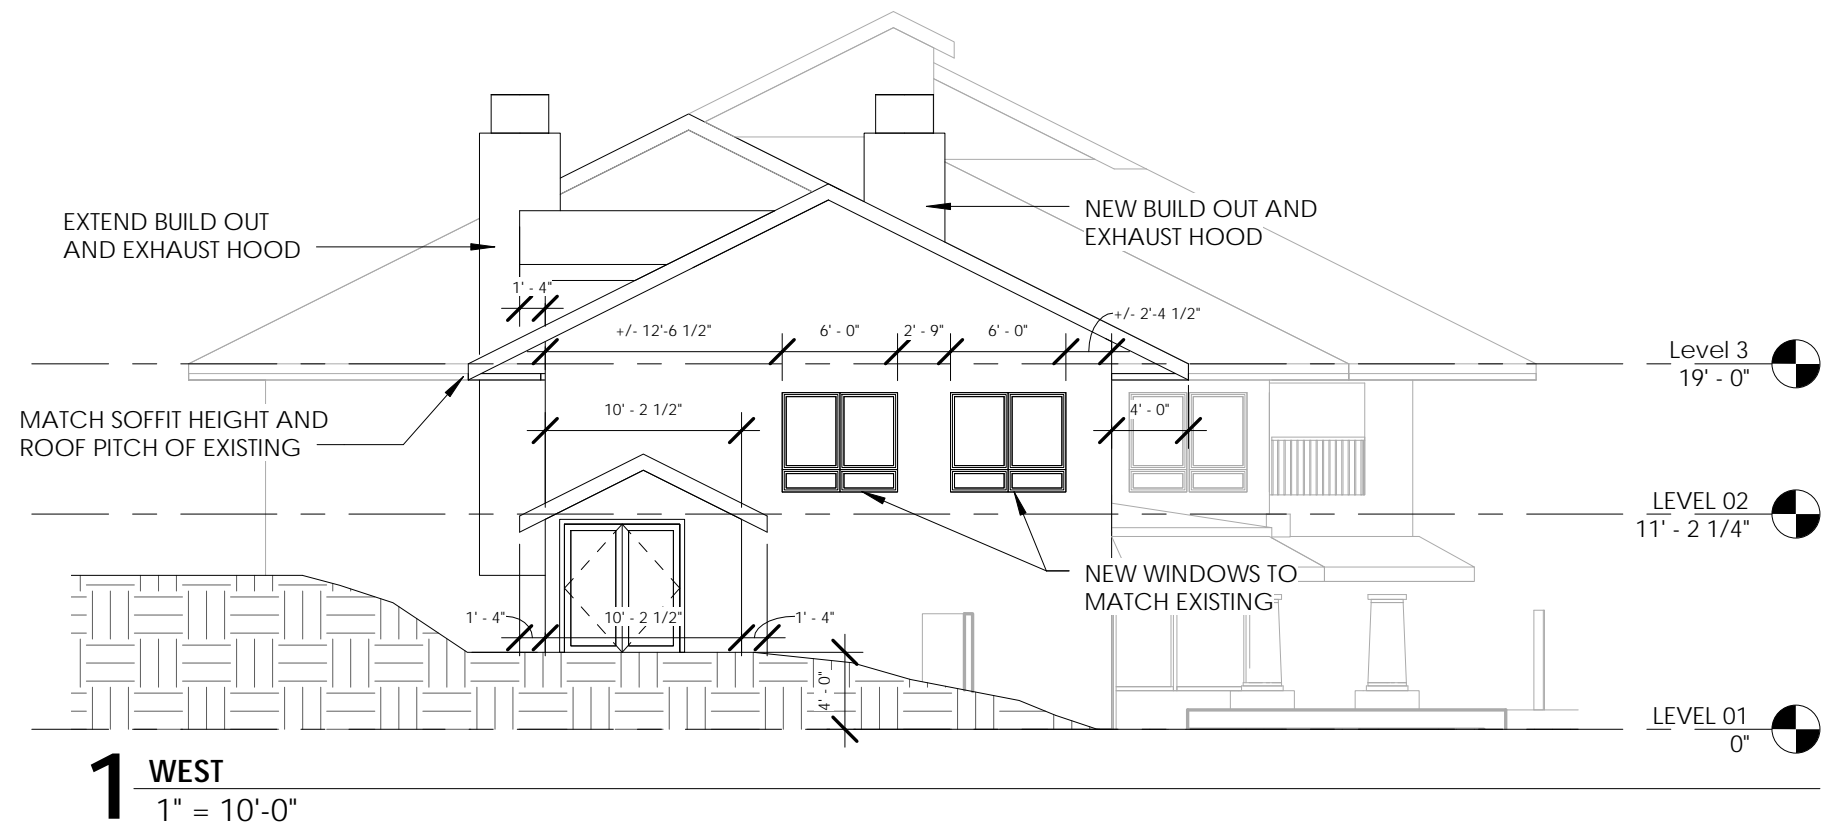 EXTEND BUILD OUT
AND EXHAUST HOOD
NEW BUILD OUT AND
EXHAUST HOOD
1' - 4"
+/- 12'-6 1/2"
6' - 0"
2' - 9"
6' - 0"
+/- 2'-4 1/2"
Level 3
19' - 0"
MATCH SOFFIT HEIGHT AND
ROOF PITCH OF EXISTING
10' - 2 1/2"
4' - 0"
LEVEL 02
11' - 2 1/4"
NEW WINDOWS TO
MATCH EXISTING
1' - 4"
10' - 2 1/2"
1' - 4"
4' - 0"
LEVEL 01
0"
1
WEST
1" = 10'-0"